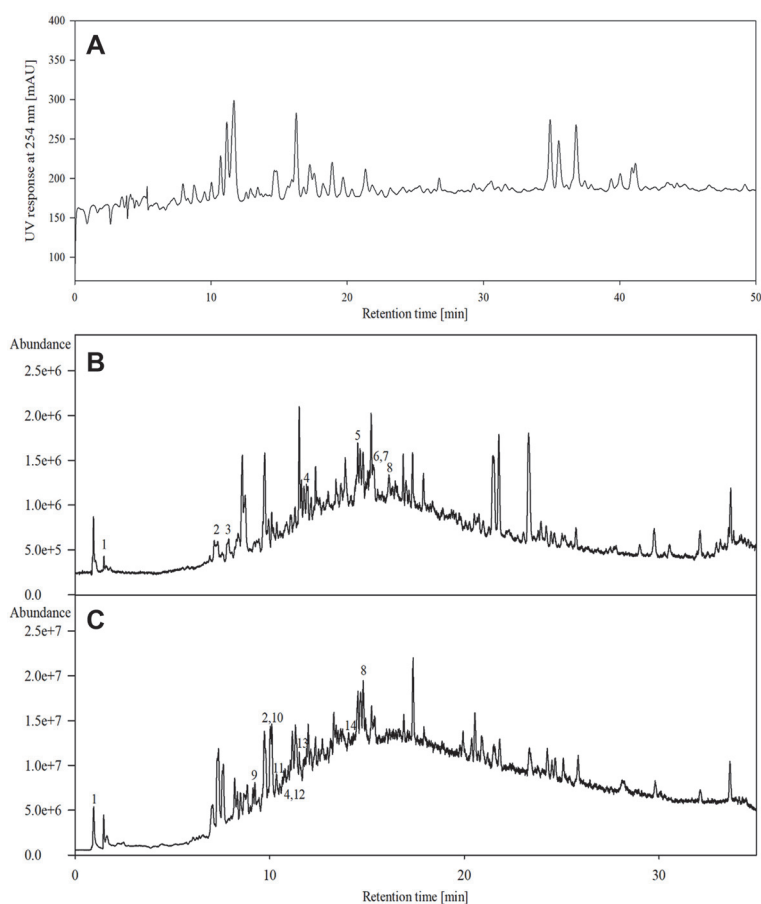 A
UV response at 254 nm [mAU]
400
350
300
250
200
150
100
0
10
20
30
40
50
Retention time [min]
Abundance
B
2.5e+6
2.0e+6
1.5e+6
1.0e+6
5.0e+5
0.0
1
2
3
4
5
6,7
8
Abundance
C
2.5e+7
2.0e+7
1.5e+7
1.0e+7
5.0e+6
0.0
1
9
2,10
11
4,12
13
14
8
0
10
20
30
Retention time [min]